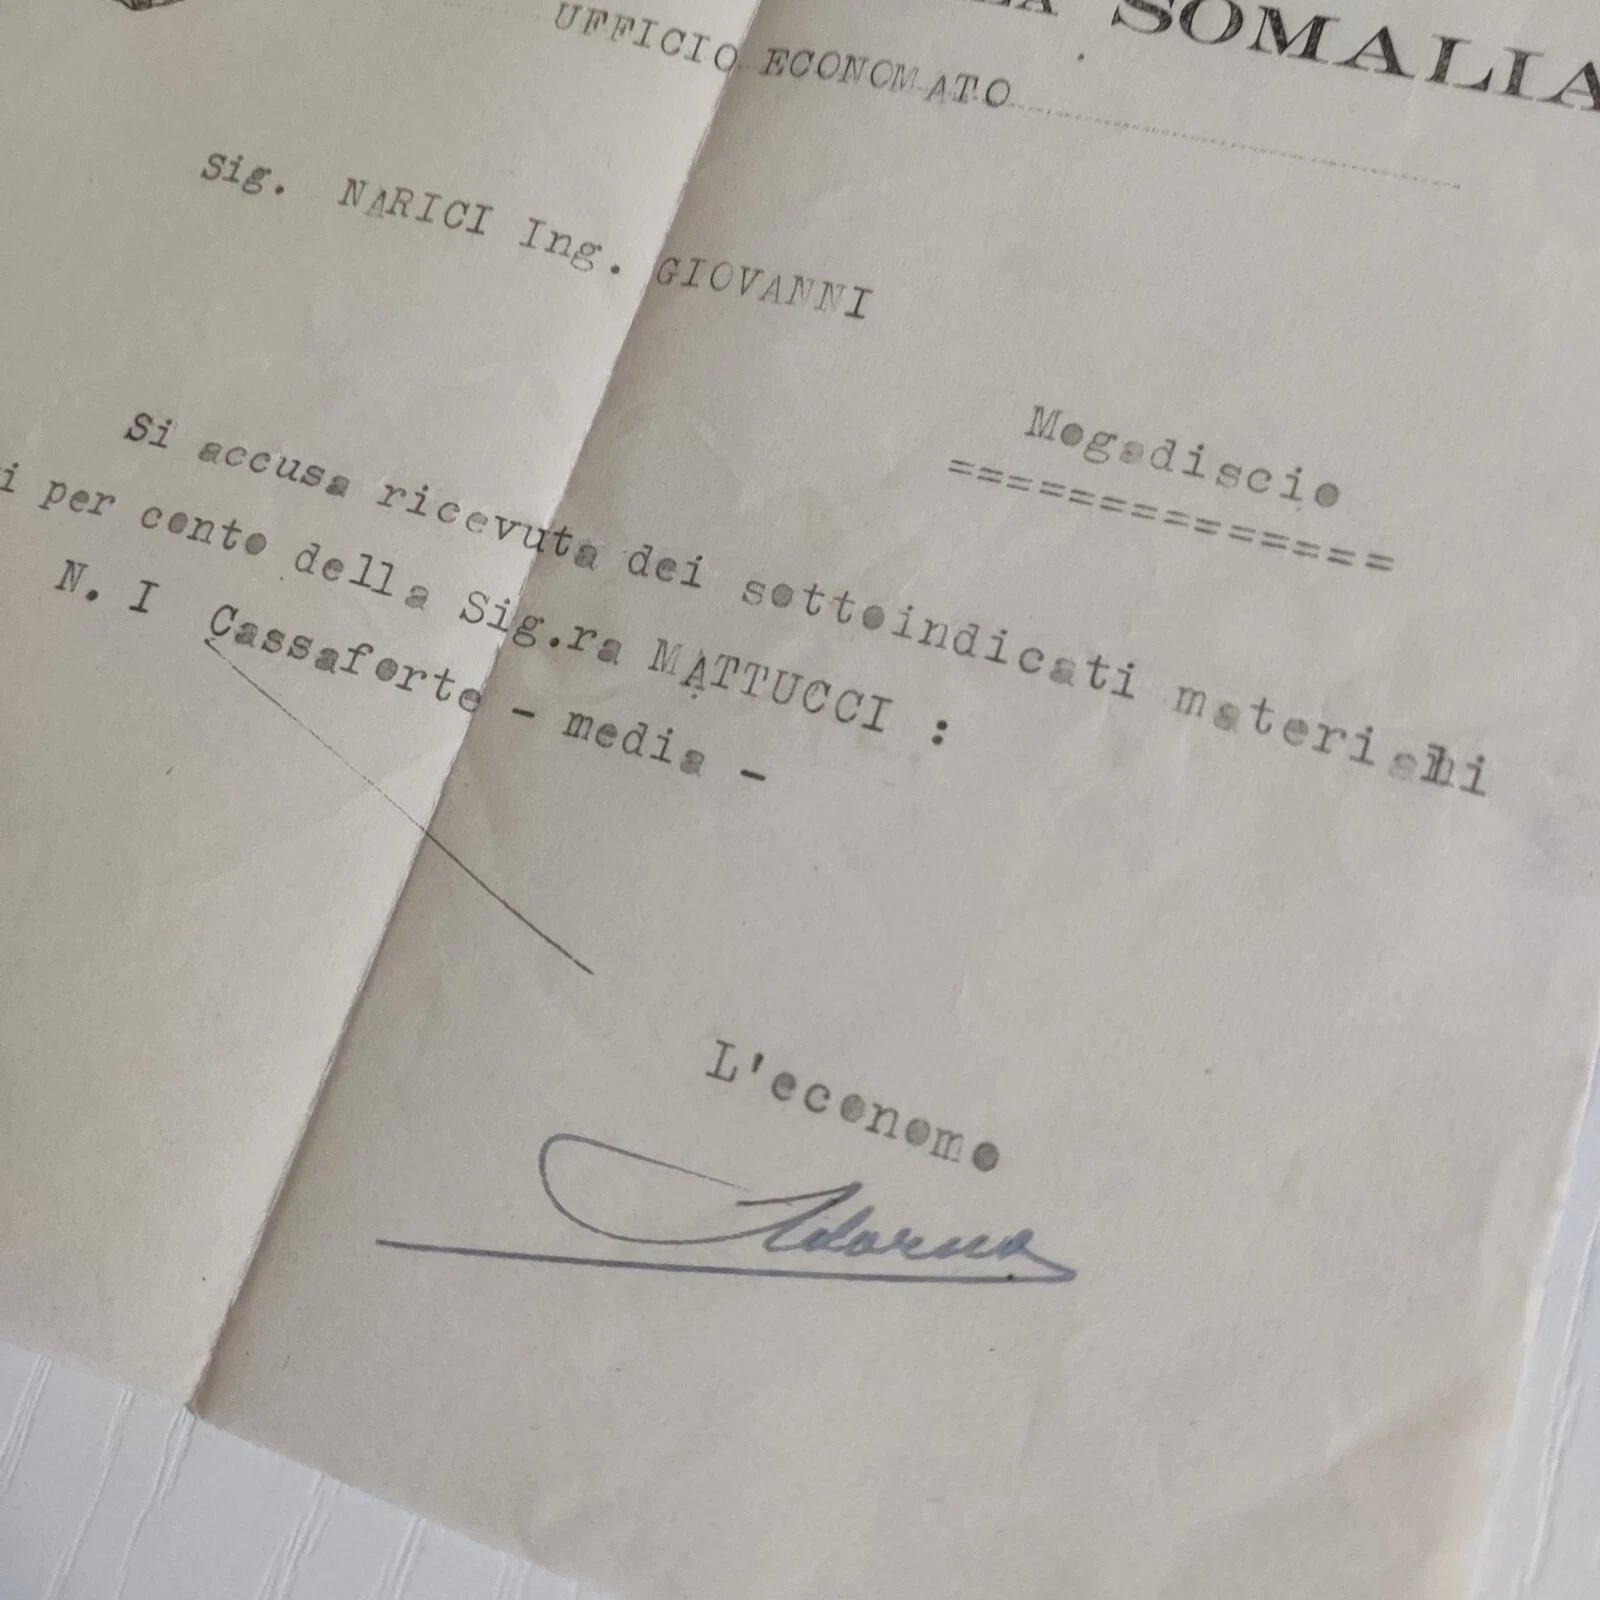 SOMALIA
UFFICIO ECONOMATO
Sig. NARICI Ing. GIOVANNI
Mogadiscio
===============
Si accusa ricevuta dei sottoindicati materiali
i per conto della Sig.ra MATTUCCI :
N. I Cassaforte - media -
L'economo